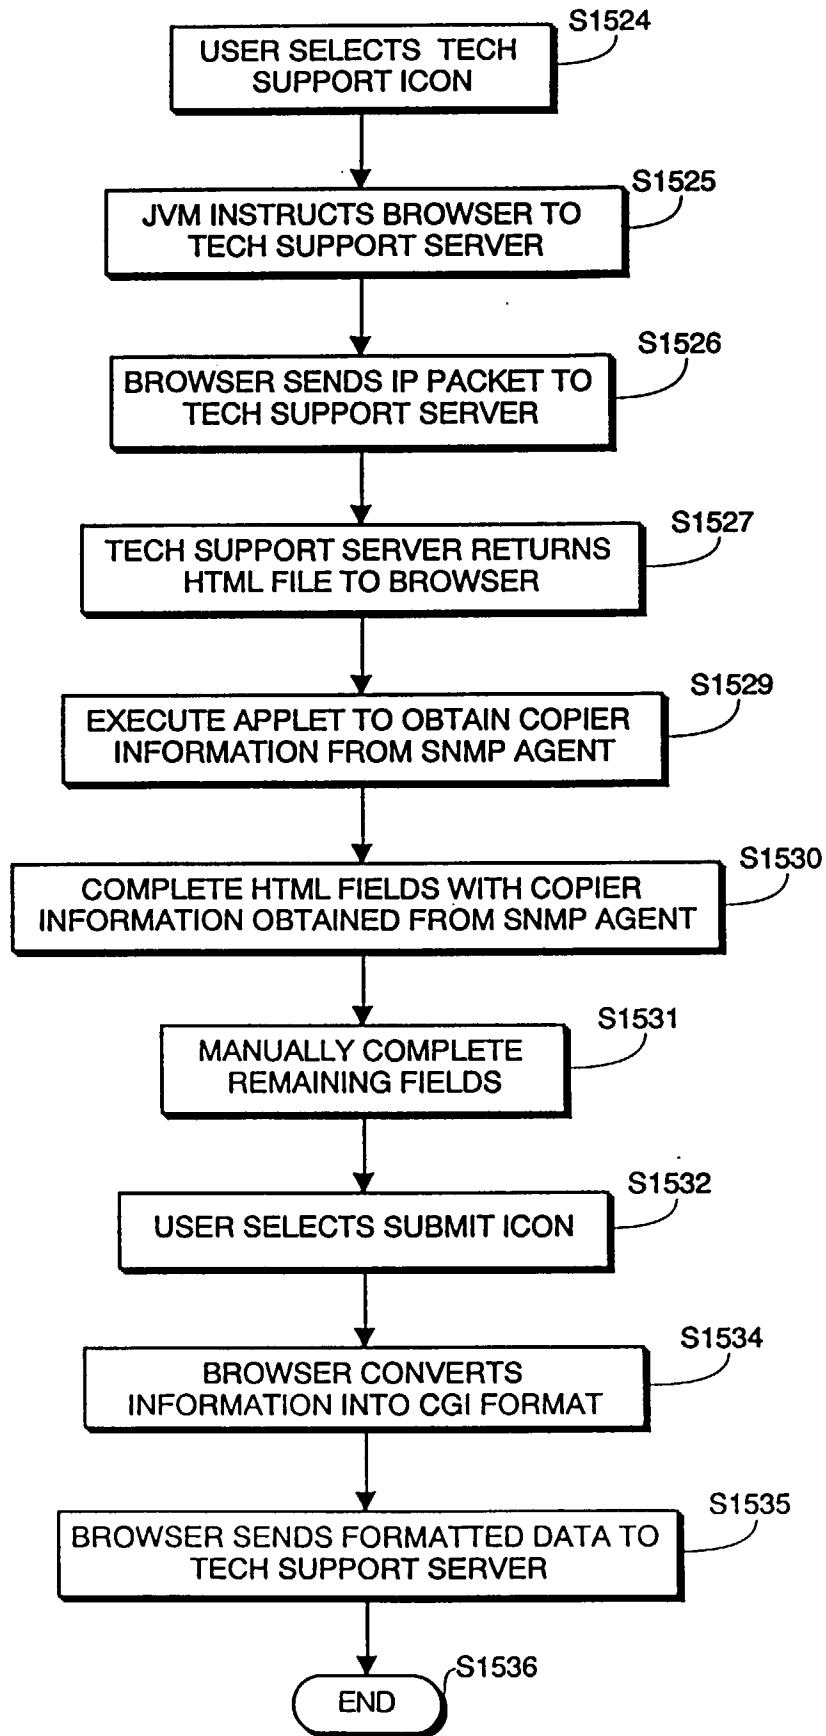 S1524
USER SELECTS TECH
SUPPORT ICON
S1525
JVM INSTRUCTS BROWSER TO
TECH SUPPORT SERVER
S1526
BROWSER SENDS IP PACKET TO
TECH SUPPORT SERVER
S1527
TECH SUPPORT SERVER RETURNS
HTML FILE TO BROWSER
S1529
EXECUTE APPLET TO OBTAIN COPIER
INFORMATION FROM SNMP AGENT
S1530
COMPLETE HTML FIELDS WITH COPIER
INFORMATION OBTAINED FROM SNMP AGENT
S1531
MANUALLY COMPLETE
REMAINING FIELDS
S1532
USER SELECTS SUBMIT ICON
S1534
BROWSER CONVERTS
INFORMATION INTO CGI FORMAT
S1535
BROWSER SENDS FORMATTED DATA TO
TECH SUPPORT SERVER
S1536
END